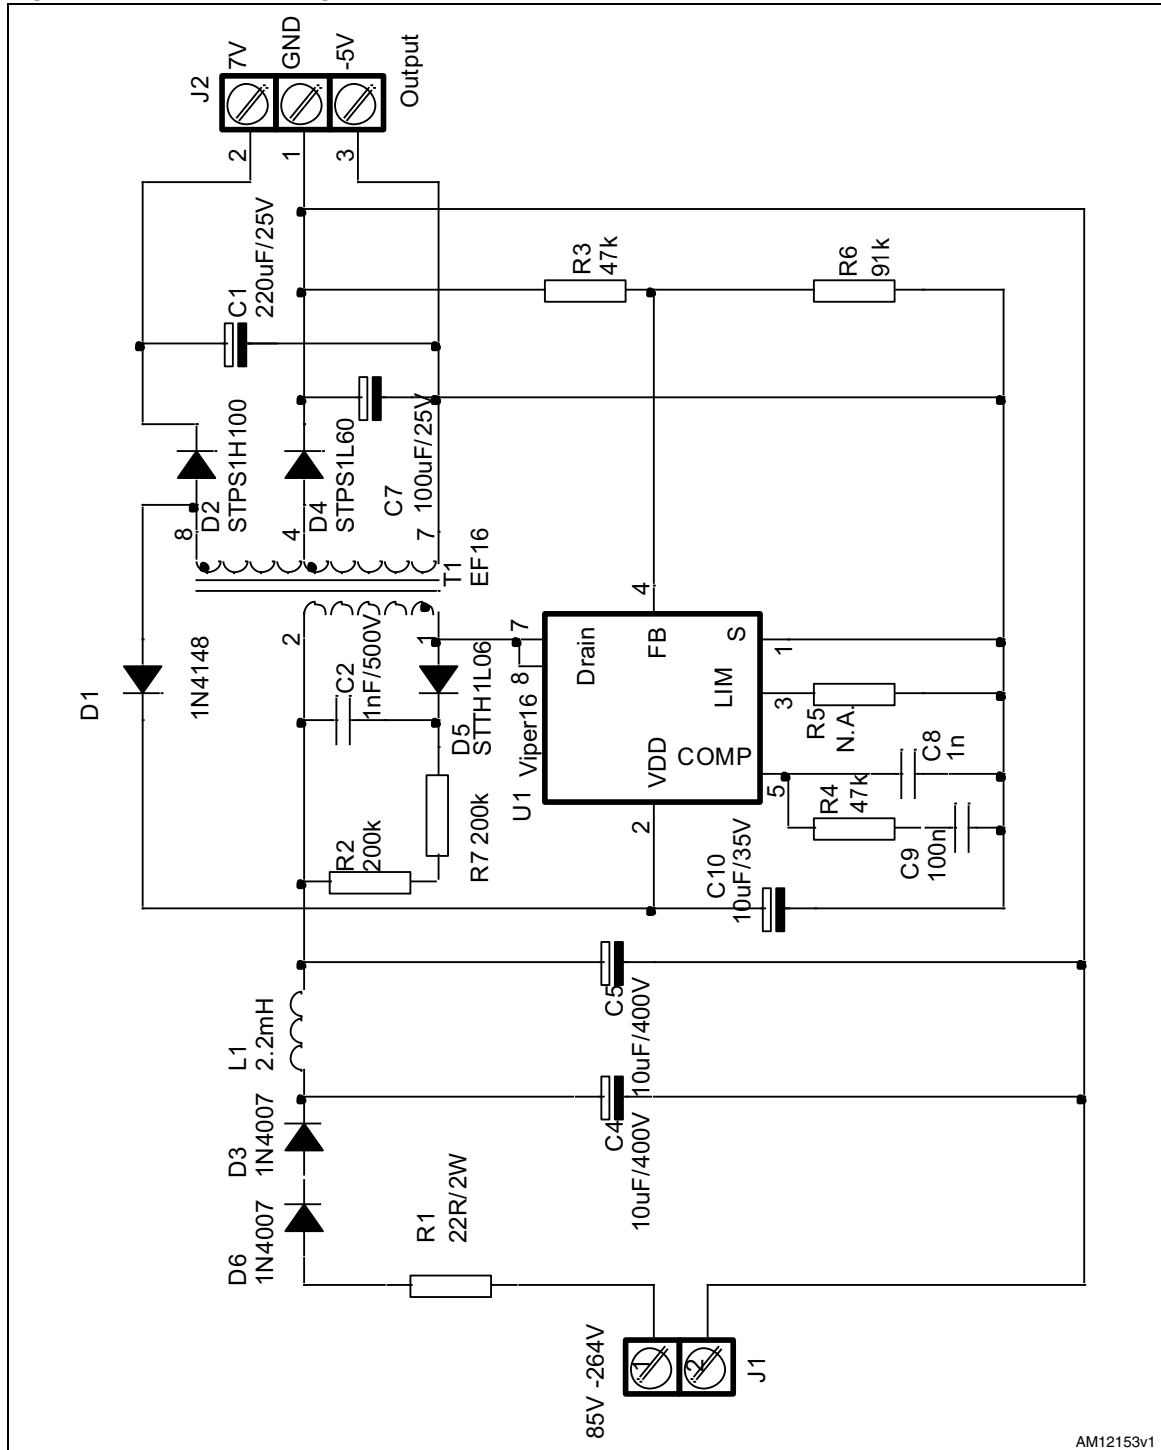 J2
7V
GND
-5V
Output
2
1
3
C1
220uF/25V
R3
47k
R6
91k
D2
STPS1H100
D4
STPS1L60
C7
100uF/25V
8
4
7
T1
EF16
D1
1N4148
2
1
C2
1nF/500V
D5
STTH1L06
R2
200k
R7 200k
U1
Viper16
7
8
Drain
4
FB
S
1
LIM
3
VDD
2
COMP
5
R5
N.A.
C8
1n
R4
47k
C9
100n
C10
10uF/35V
L1
2.2mH
C5
10uF/400V
C4
10uF/400V
D3
1N4007
D6
1N4007
R1
22R/2W
85V -264V
1
2
J1
AM12153v1